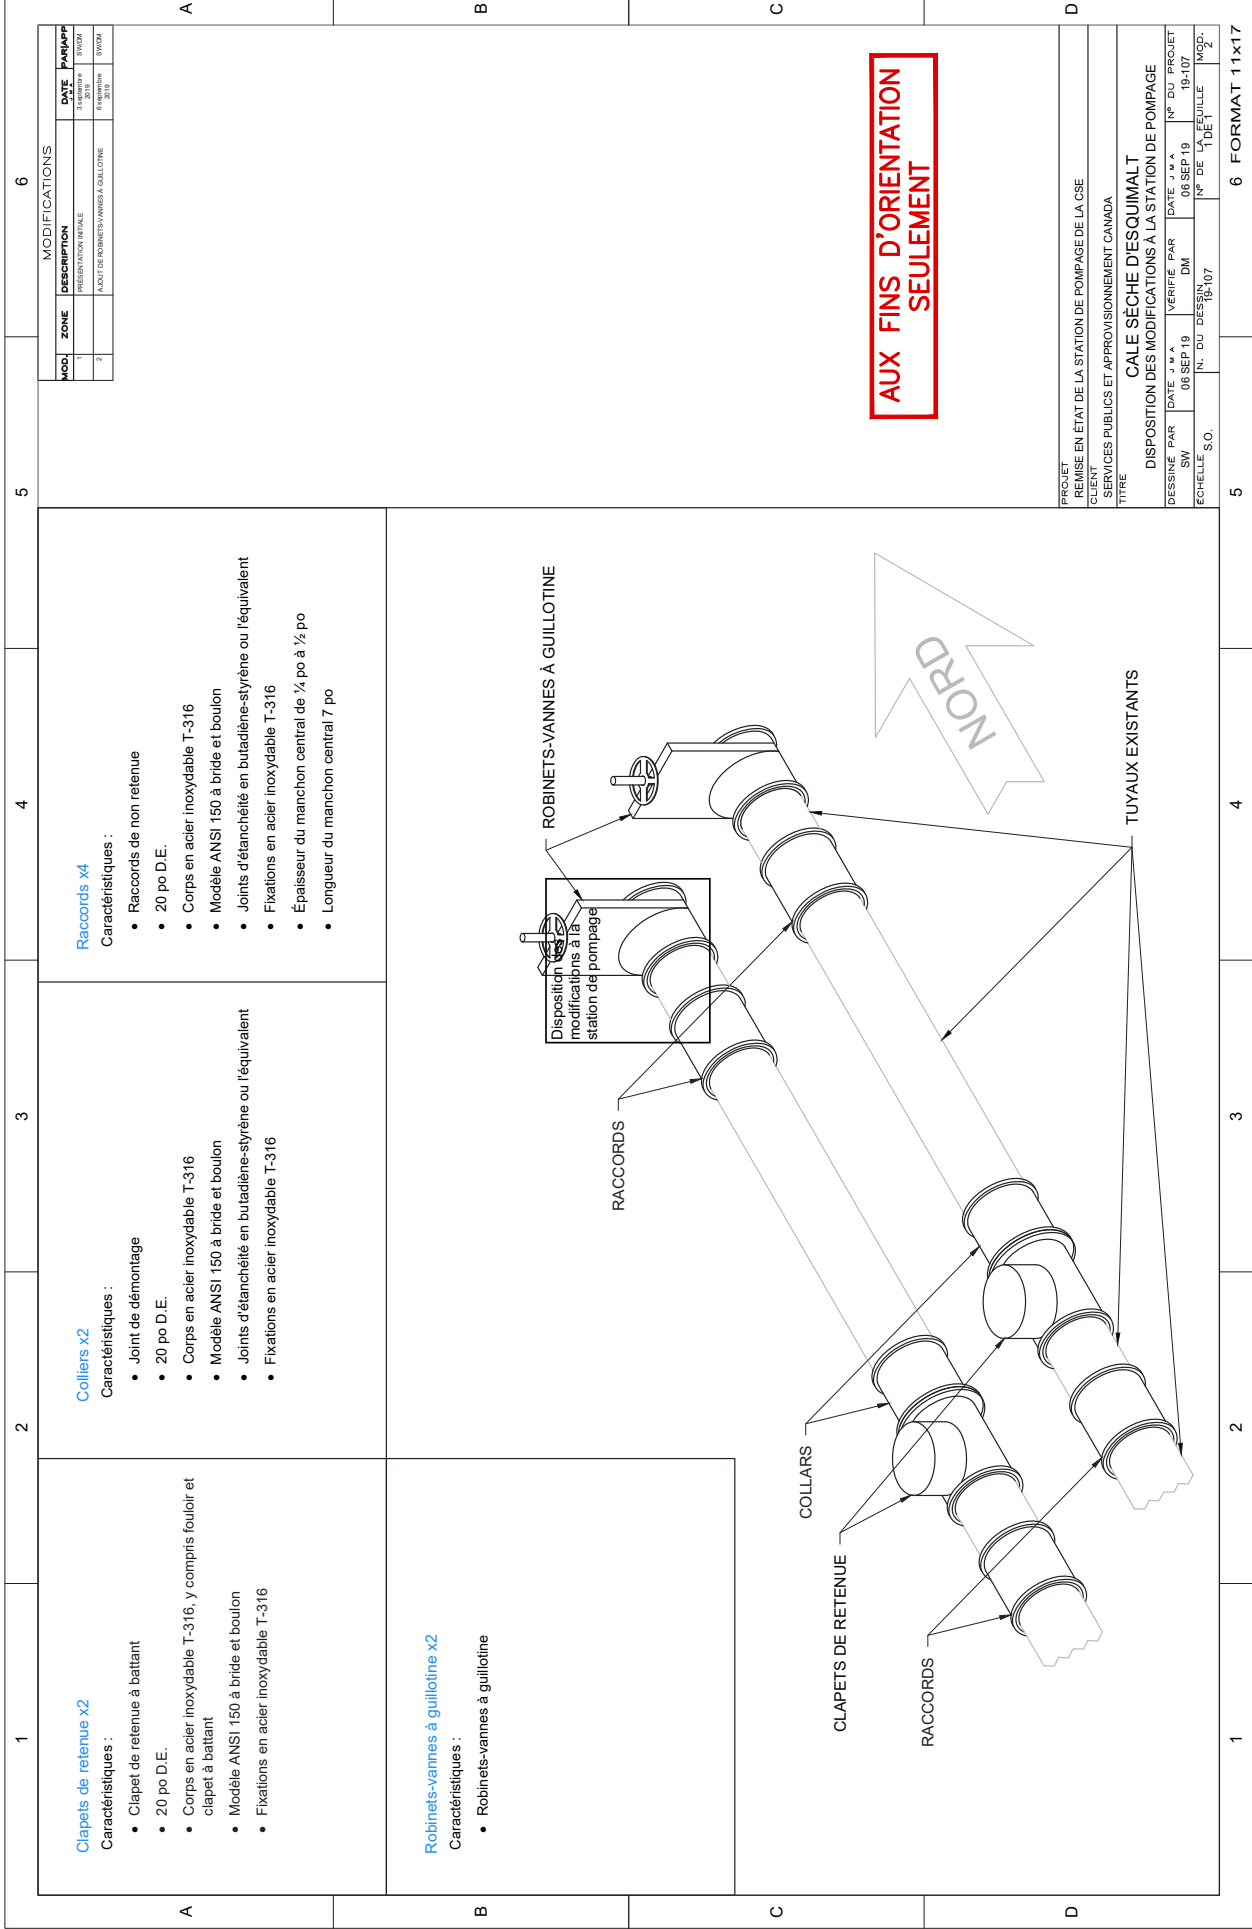 1
2
3
4
5
6
A
B
C
D
Clapets de retenue x2
Caractéristiques :
• Clapet de retenue à battant
• 20 po D.E.
• Corps en acier inoxydable T-316, y compris fouloir et
clapet à battant
• Modèle ANSI 150 à bride et boulon
• Fixations en acier inoxydable T-316
Colliers x2
Caractéristiques :
• Joint de démontage
• 20 po D.E.
• Corps en acier inoxydable T-316
• Modèle ANSI 150 à bride et boulon
• Joints d'étanchéité en butadiène-styrène ou l'équivalent
• Fixations en acier inoxydable T-316
Raccords x4
Caractéristiques :
• Raccords de non retenue
• 20 po D.E.
• Corps en acier inoxydable T-316
• Modèle ANSI 150 à bride et boulon
• Joints d'étanchéité en butadiène-styrène ou l'équivalent
• Fixations en acier inoxydable T-316
• Épaisseur du manchon central de ¼ po à ½ po
• Longueur du manchon central 7 po
MODIFICATIONS
MOD. ZONE DESCRIPTION DATE PAR/APP
J M A
1 PRÉSENTATION INITIALE 3 septembre 2019 SW/DM
2 AJOUT DE ROBINETS-VANNES À GUILLOTINE 6 septembre 2019 SW/DM
Robinets-vannes à guillotine x2
Caractéristiques :
• Robinets-vannes à guillotine
ROBINETS-VANNES À GUILLOTINE
Disposition des
modifications à la
station de pompage
RACCORDS
COLLARS
CLAPETS DE RETENUE
RACCORDS
NORD
TUYAUX EXISTANTS
AUX FINS D'ORIENTATION
SEULEMENT
PROJET
REMISE EN ÉTAT DE LA STATION DE POMPAGE DE LA CSE
CLIENT
SERVICES PUBLICS ET APPROVISIONNEMENT CANADA
TITRE
CALE SÈCHE D'ESQUIMALT
DISPOSITION DES MODIFICATIONS À LA STATION DE POMPAGE
DESSINÉ PAR DATE J M A VÉRIFIÉ PAR DATE J M A Nº DU PROJET
SW 06 SEP 19 DM 06 SEP 19 19-107
ÉCHELLE N. DU DESSIN Nº DE LA FEUILLE MOD.
S.O. 19-107 1 DE 1 2
A
B
C
D
1
2
3
4
5
6 FORMAT 11x17